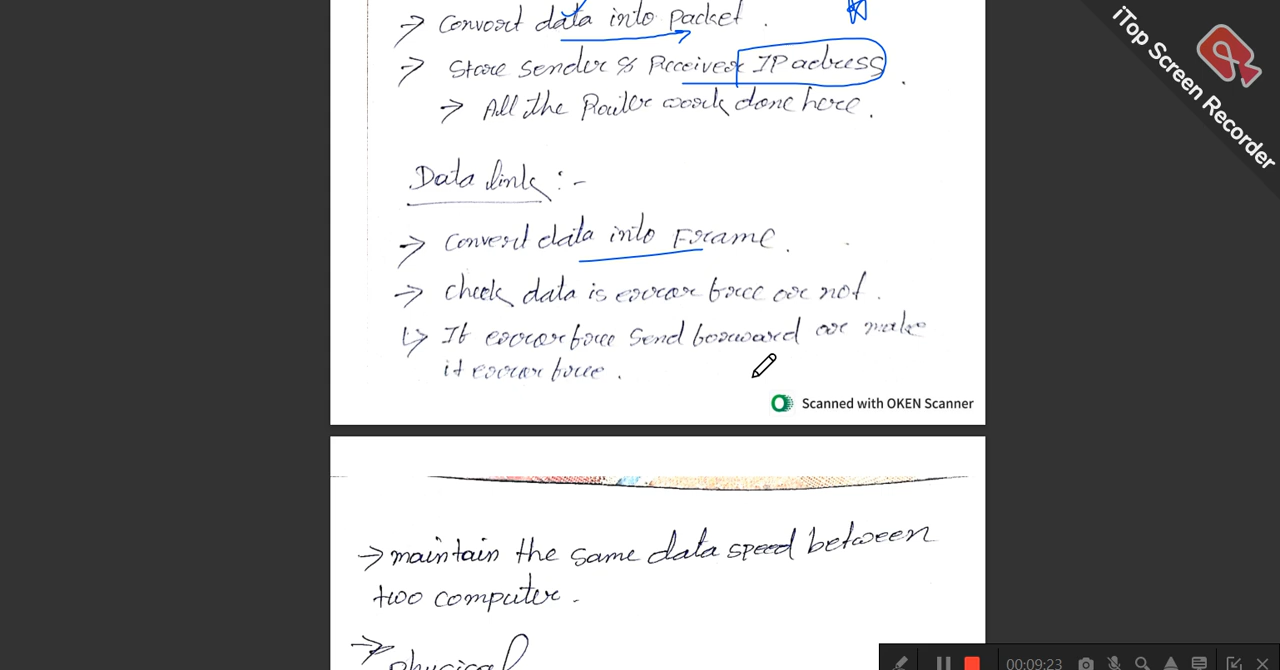 → Convert data into Packet.
→ Store sender & Receiver IP adress.
→ All the Router work done here.
Data link :-
→ Convert data into Frame.
→ check data is error free or not.
↳ If error free send forward or make
it error free.
Scanned with OKEN Scanner
→ maintain the same data speed between
two computer.
→ physical
iTop Screen Recorder
00:09:23